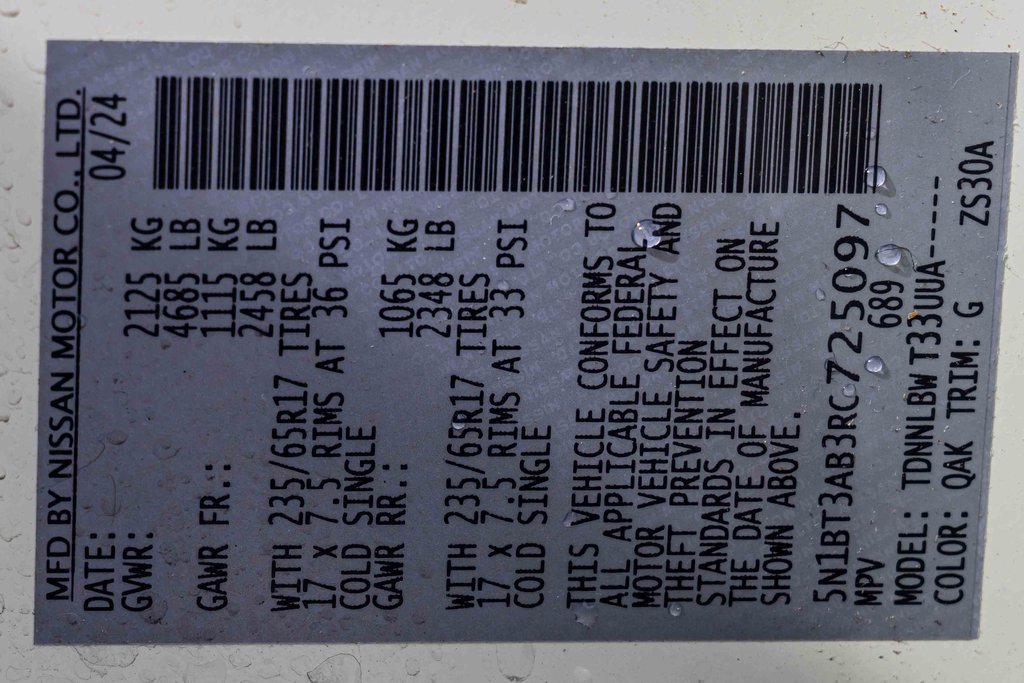 MFD BY NISSAN MOTOR CO., LTD.
DATE: 04/24
GVWR: 2125 KG
4685 LB
GAWR FR.: 1115 KG
2458 LB
WITH 235/65R17 TIRES
17 X 7.5 RIMS AT 36 PSI
COLD SINGLE
GAWR RR.: 1065 KG
2348 LB
WITH 235/65R17 TIRES
17 X 7.5 RIMS AT 33 PSI
COLD SINGLE
THIS VEHICLE CONFORMS TO
ALL APPLICABLE FEDERAL
MOTOR VEHICLE SAFETY AND
THEFT PREVENTION
STANDARDS IN EFFECT ON
THE DATE OF MANUFACTURE
SHOWN ABOVE.
5N1BT3AB3RC725097
MPV 689
MODEL: TDNNLBWT33UUA-----
COLOR: QAK TRIM: G ZS30A